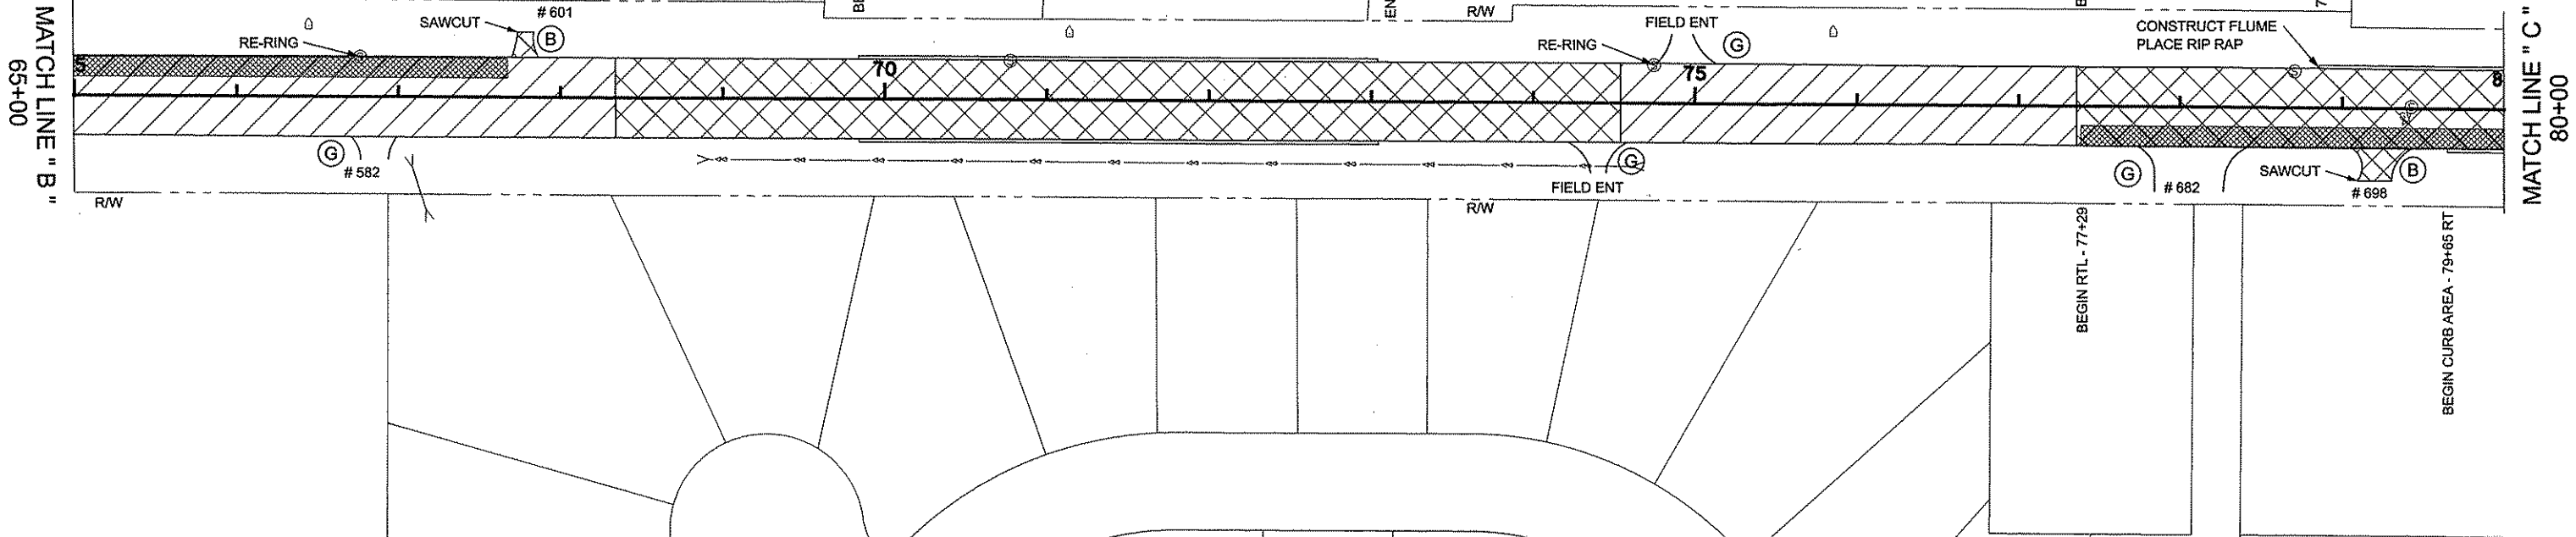 MATCH LINE " B "
65+00
# 601
SAWCUT
B
RE-RING
5
70
G
# 582
R/W
R/W
FIELD ENT
G
RE-RING
75
CONSTRUCT FLUME
PLACE RIP RAP
8
G
FIELD ENT
R/W
G
# 682
SAWCUT
B
# 698
BEGIN RTL - 77+29
BEGIN CURB AREA - 79+65 RT
MATCH LINE " C "
80+00